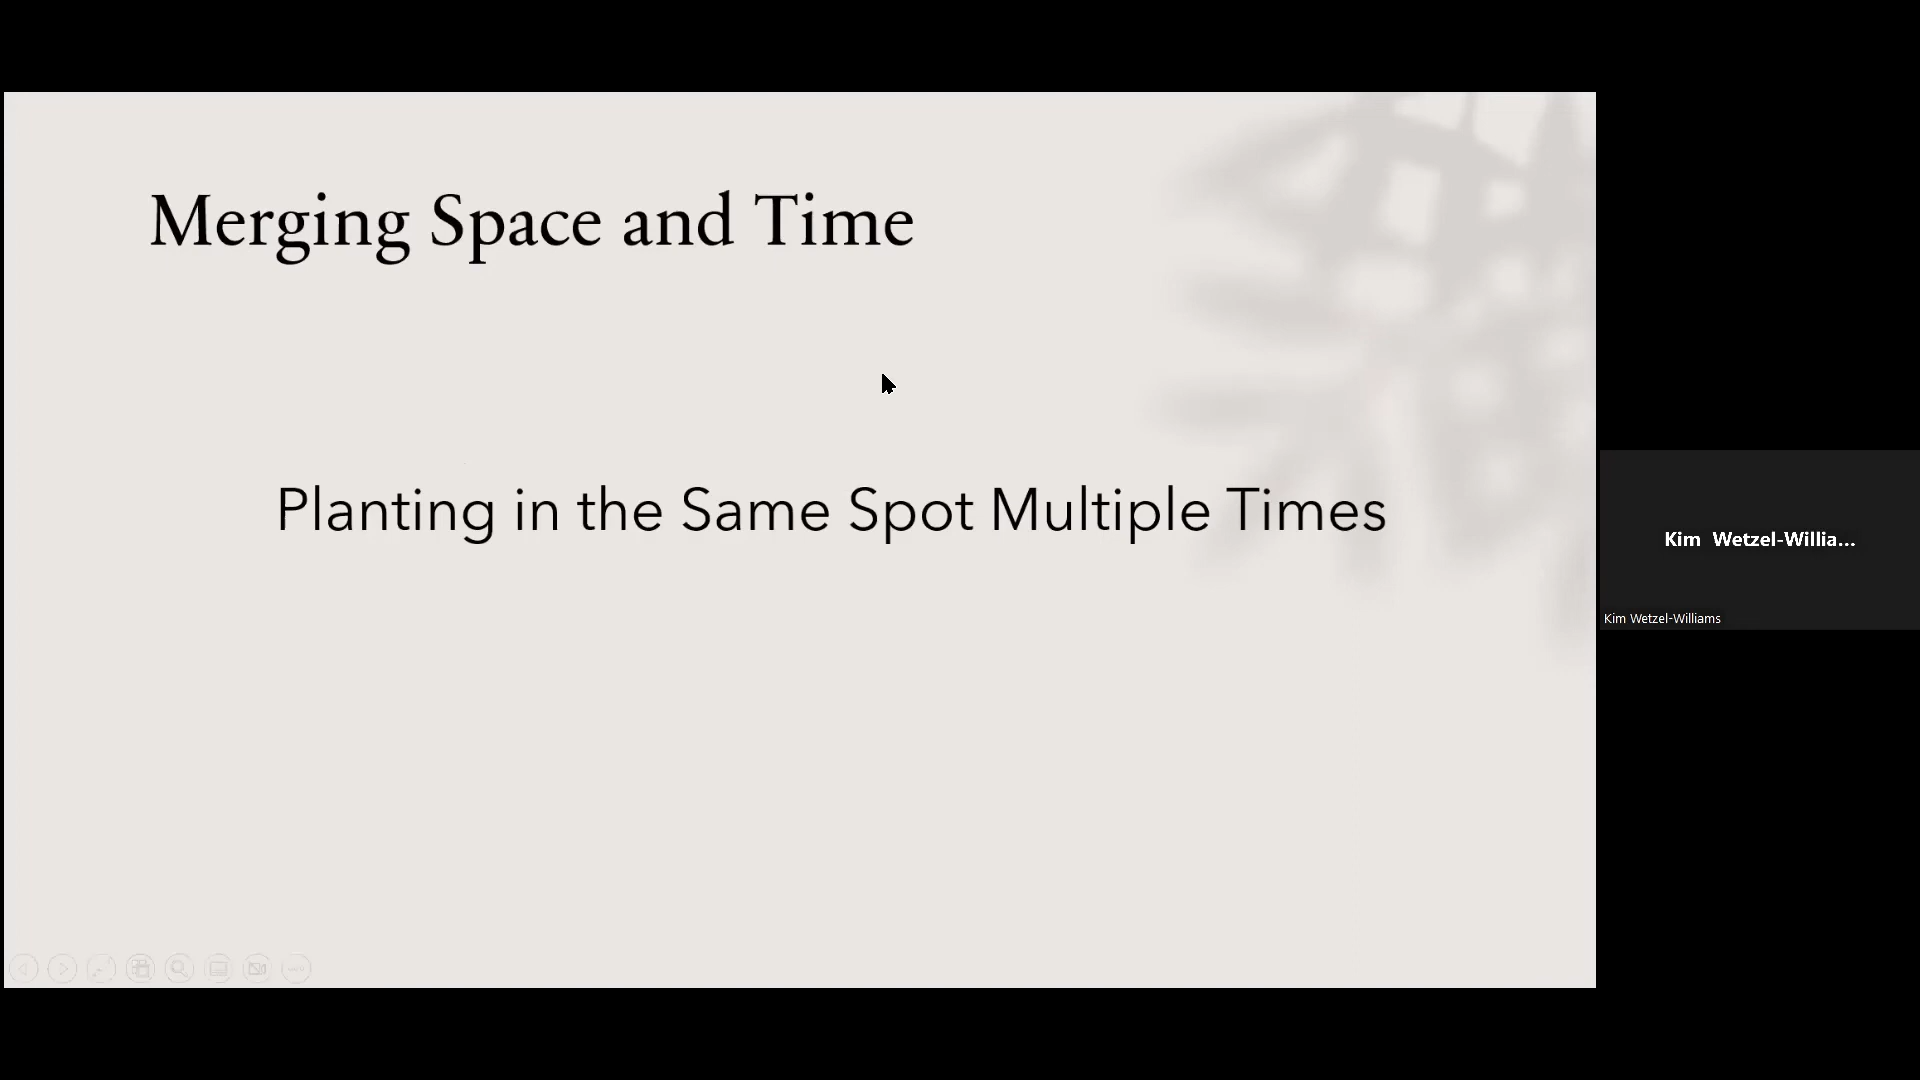 Merging Space and Time
Planting in the Same Spot Multiple Times
Kim Wetzel-Willia...
Kim Wetzel-Williams